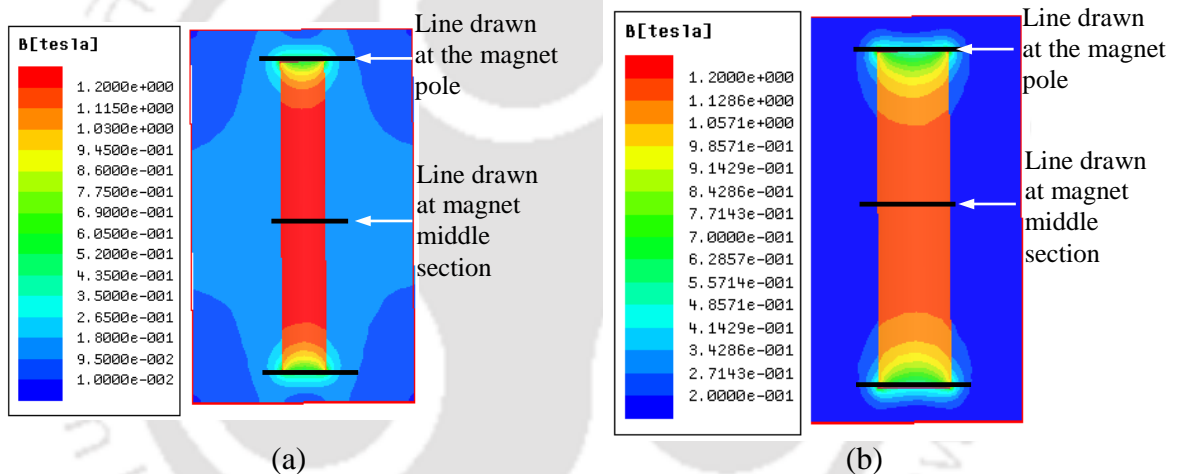 B[tesla]
1.2000e+000
1.1150e+000
1.0300e+000
9.4500e-001
8.6000e-001
7.7500e-001
6.9000e-001
6.0500e-001
5.2000e-001
4.3500e-001
3.5000e-001
2.6500e-001
1.8000e-001
9.5000e-002
1.0000e-002
Line drawn
at the magnet
pole
Line drawn
at magnet
middle
section
(a)
B[tesla]
1.2000e+000
1.1286e+000
1.0571e+000
9.8571e-001
9.1429e-001
8.4286e-001
7.7143e-001
7.0000e-001
6.2857e-001
5.5714e-001
4.8571e-001
4.1429e-001
3.4286e-001
2.7143e-001
2.0000e-001
Line drawn
at the magnet
pole
Line drawn
at magnet
middle
section
(b)